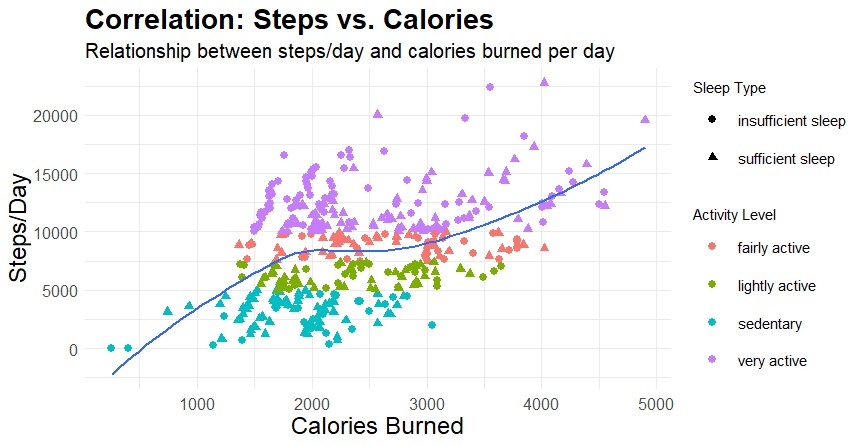 Correlation: Steps vs. Calories
Relationship between steps/day and calories burned per day
Steps/Day
20000
15000
10000
5000
0
1000 2000 3000 4000 5000
Calories Burned
Sleep Type
insufficient sleep
sufficient sleep
Activity Level
fairly active
lightly active
sedentary
very active